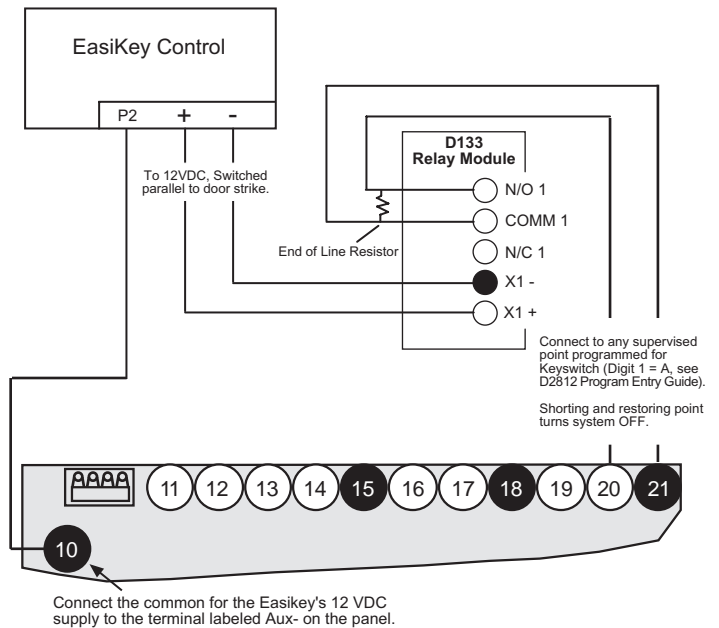 EasiKey Control
P2 + -
To 12VDC, Switched
parallel to door strike.
D133
Relay Module
N/O 1
COMM 1
End of Line Resistor
N/C 1
X1 -
X1 +
Connect to any supervised
point programmed for
Keyswitch (Digit 1 = A, see
D2812 Program Entry Guide).
Shorting and restoring point
turns system OFF.
11 12 13 14 15 16 17 18 19 20 21
10
Connect the common for the Easikey's 12 VDC
supply to the terminal labeled Aux- on the panel.